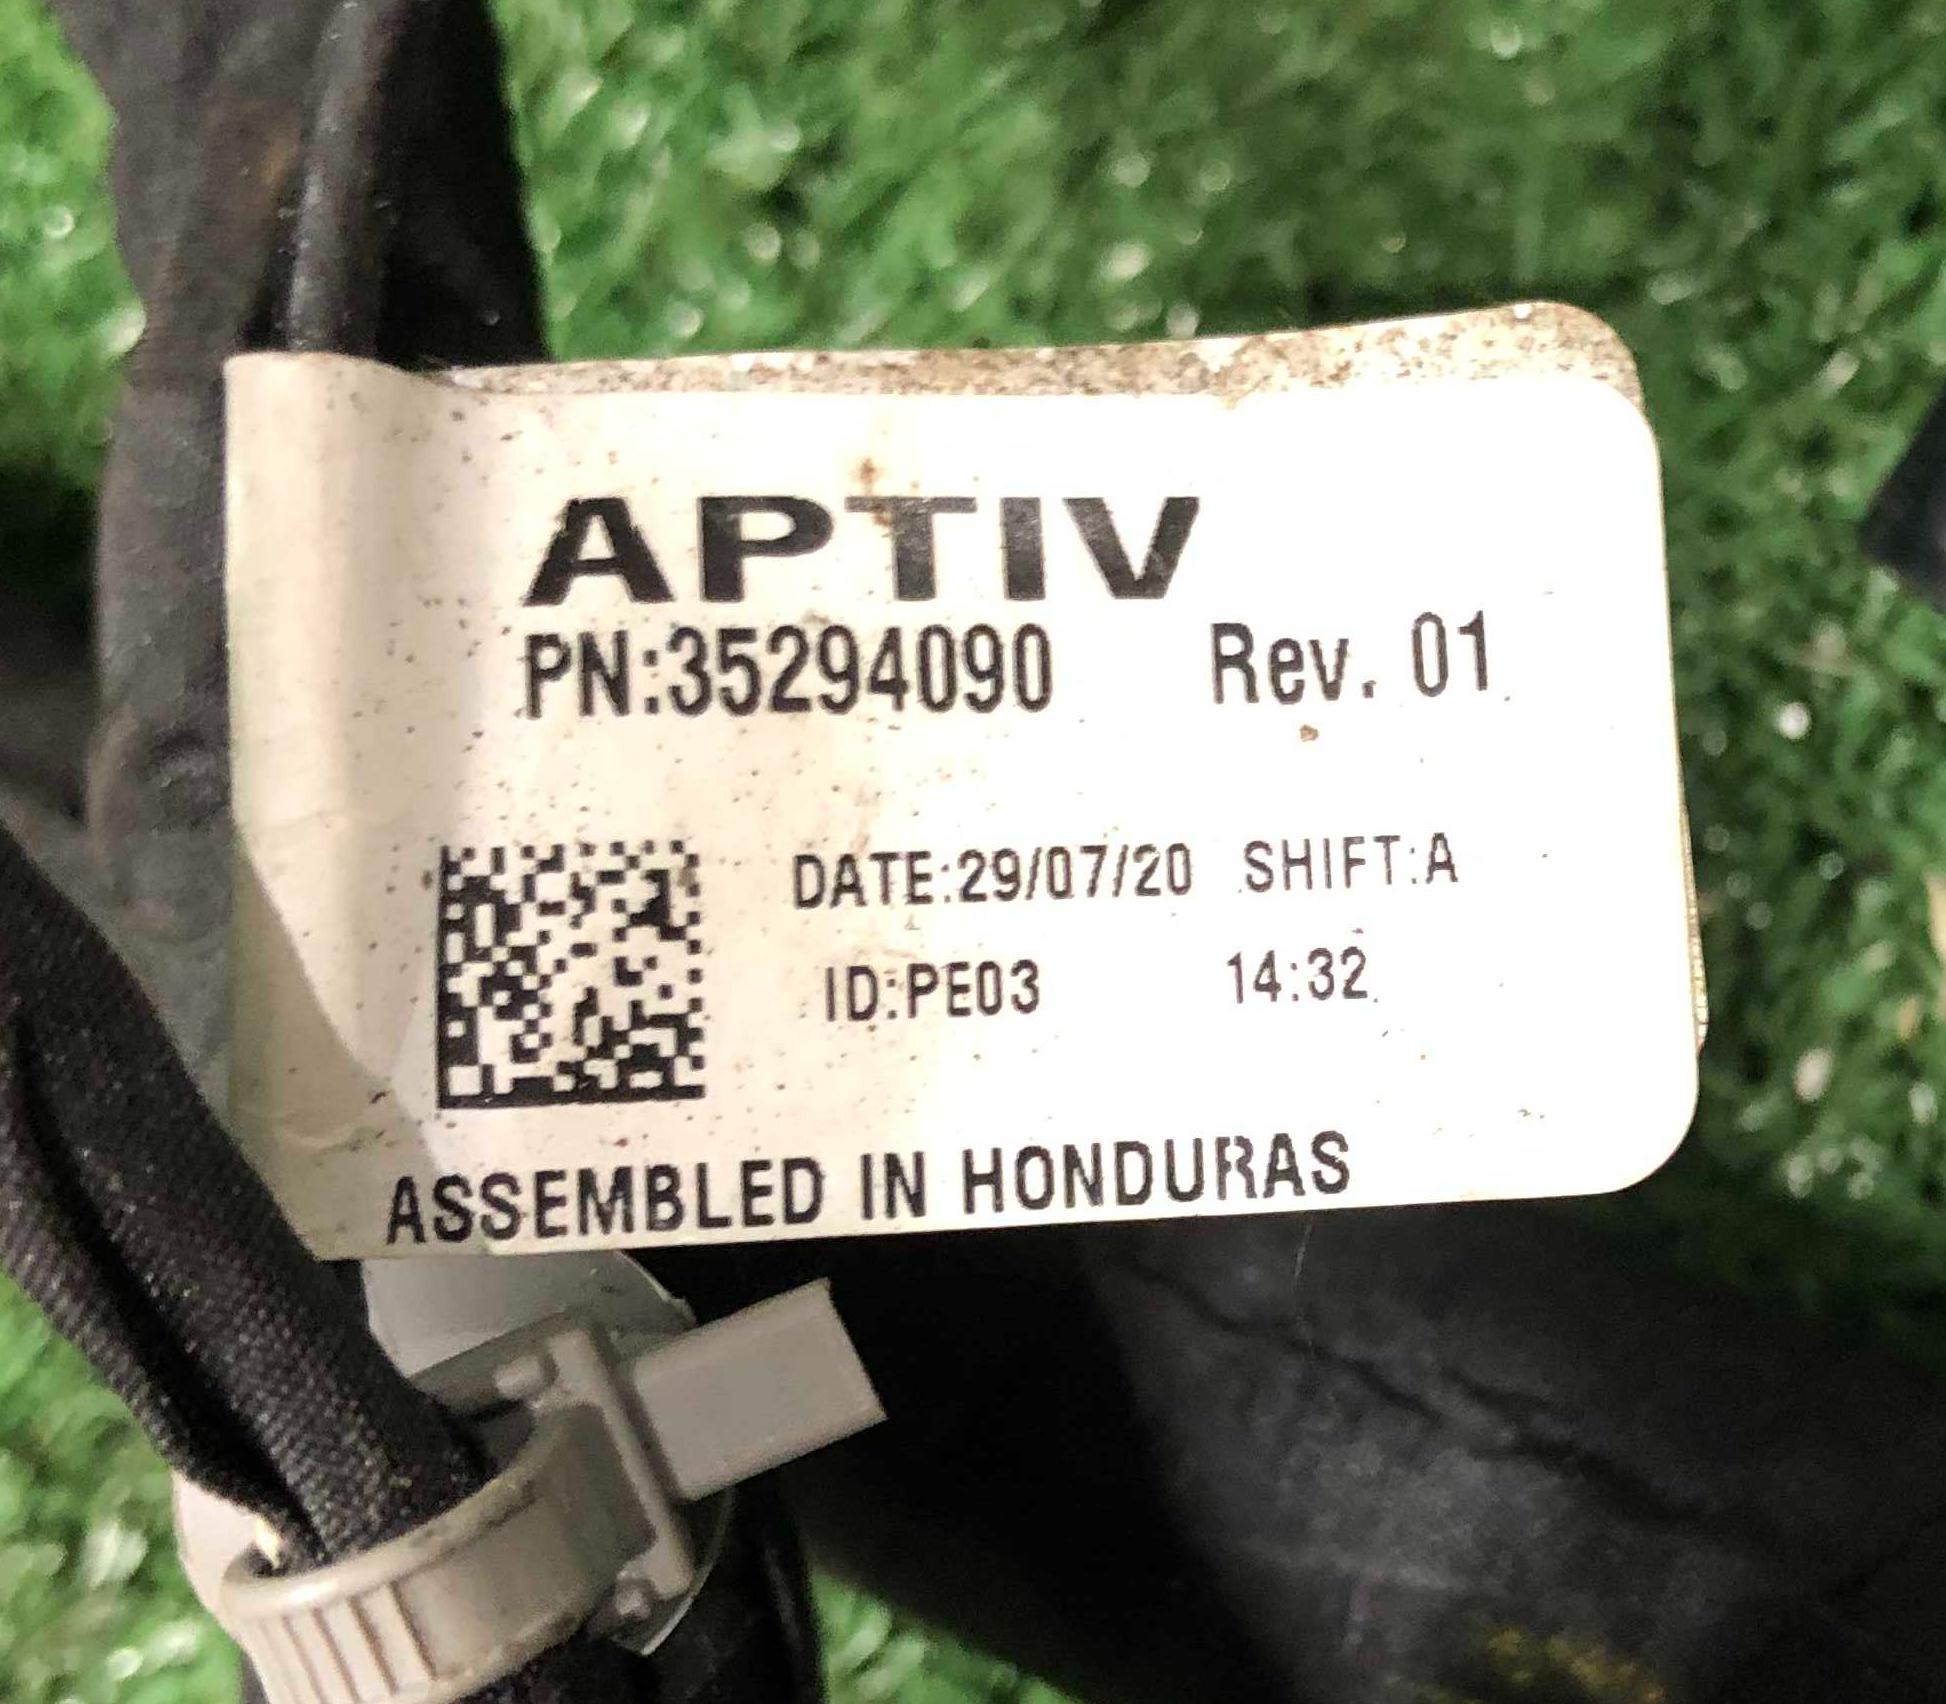 APTIV
PN:35294090 Rev. 01
DATE:29/07/20 SHIFT:A
ID:PE03 14:32
ASSEMBLED IN HONDURAS